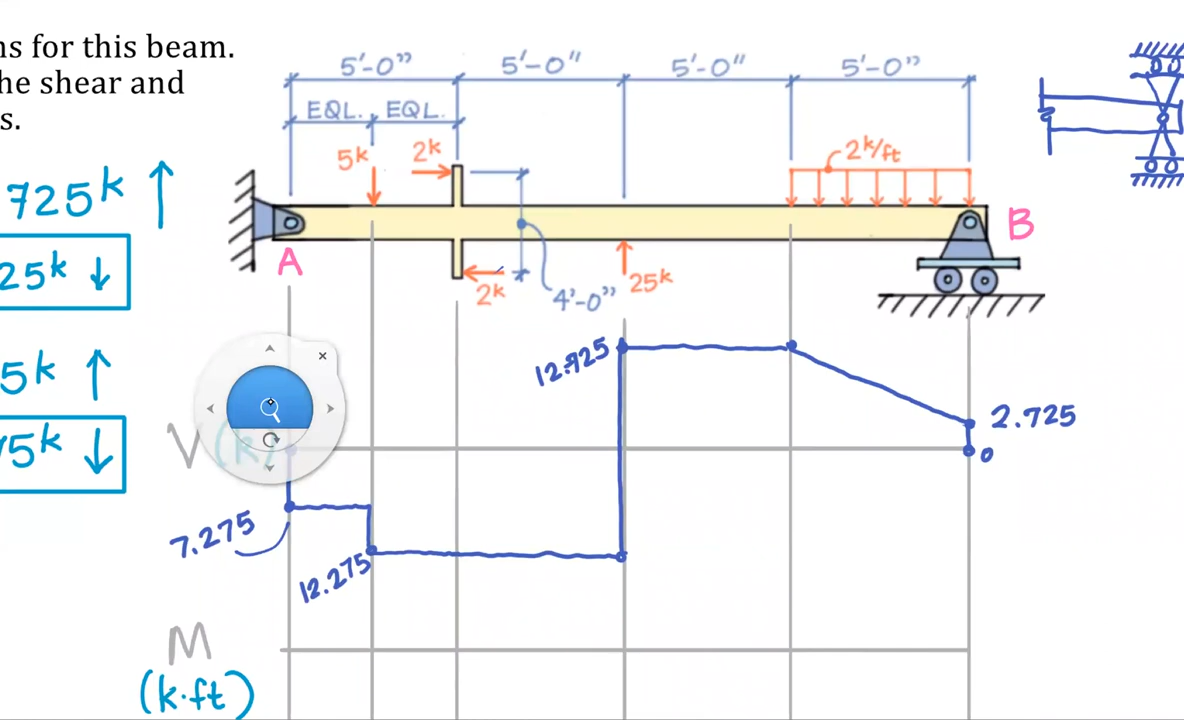 ns for this beam.
he shear and
s.
5'-0" 5'-0" 5'-0" 5'-0"
EQL. EQL.
5k 2k 2k/ft
725k ↑
A B
25k ↓
2k 4'-0" 25k
5k ↑
12.725
2.725
5k ↓
V (k)
0
7.275
12.275
M
(k·ft)